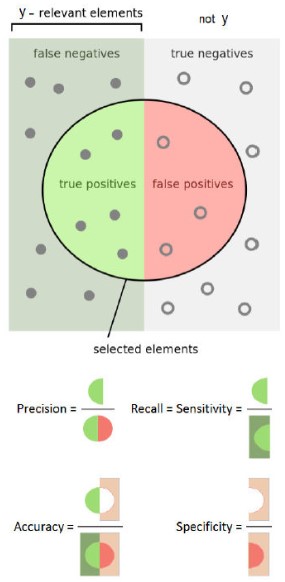 y – relevant elements
not y
false negatives
true negatives
true positives
false positives
selected elements
Precision =
Recall = Sensitivity =
Accuracy =
Specificity =